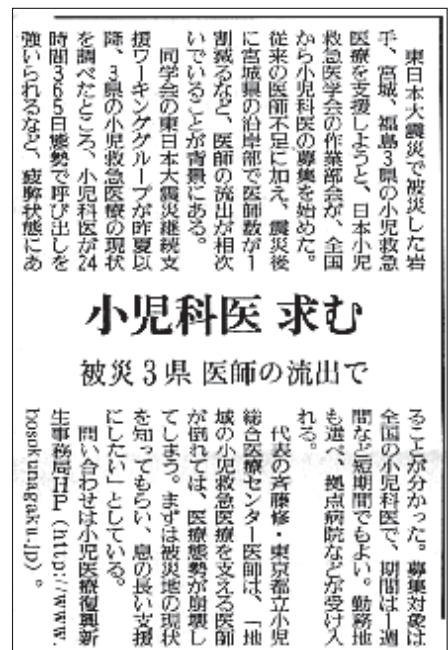 小児科医 求む
被災3県 医師の流出で
東日本大震災で被災した岩
手、宮城、福島3県の小児救急
医療を支援しようと、日本小児
救急医学会の作業部会が、全国
から小児科医の募集を始めた。
従来の医師不足に加え、震災後
に宮城県の沿岸部で医師数が1
割減るなど、医師の流出が相次
いでいることが背景にある。
同学会の東日本大震災継続支
援ワーキンググループが昨夏以
降、3県の小児救急医療の現状
を調べたところ、小児科医が24
時間365日態勢で呼び出しを
強いられるなど、疲弊状態にあ
ることが分かった。募集対象は
全国の小児科医で、期間は1週
間など短期間でもよい。勤務地
も選べ、拠点病院などが受け入
れる。
代表の斉藤修・東京都立小児
総合医療センター医師は、「地
域の小児救急医療を支える医師
が倒れては、医療態勢が崩壊し
てしまう。まずは被災地の現状
を知ってもらい、息の長い支援
にしたい」としている。
問い合わせは小児医療復興新
生事務局HP(http://www.
bosokunagaku.jp)。